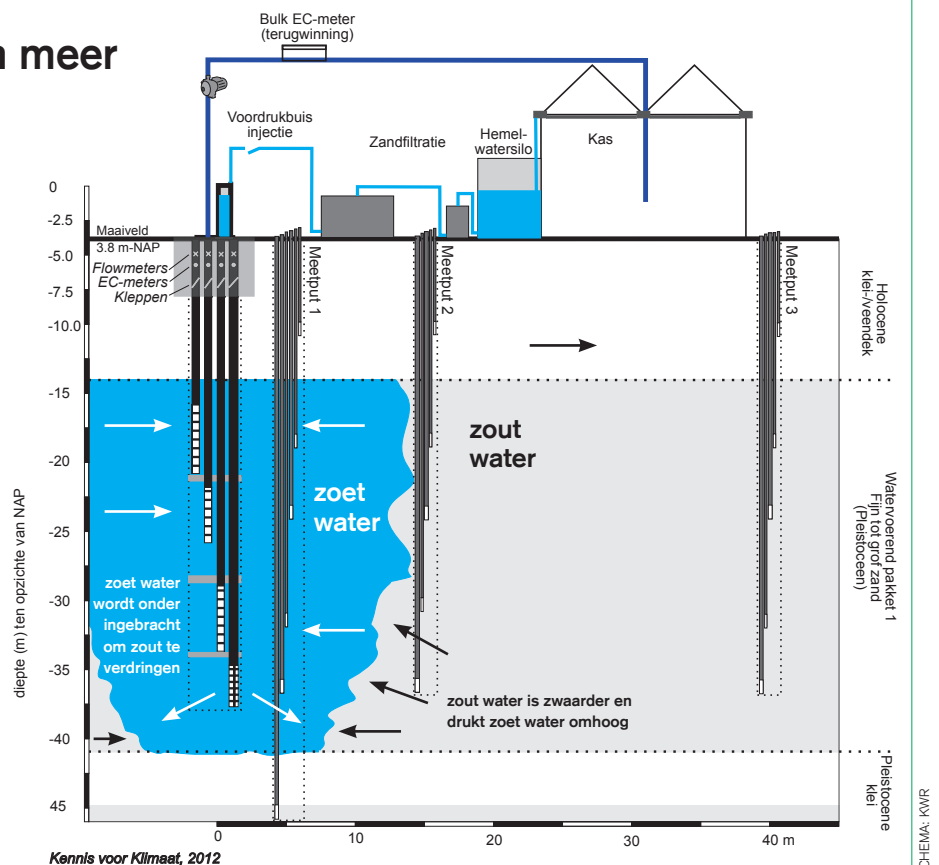 n meer
Bulk EC-meter
(terugwinning)
Voordrukbuis
injectie
Zandfiltratie
Hemel-
watersilo
Kas
0
-2.5
Maaiveld
3.8 m-NAP
-5.0
Flowmeters
EC-meters
-7.5
Kleppen
-10.0
-15
-20
-25
-30
-35
-40
45
diepte (m) ten opzichte van NAP
Meetput 1
Meetput 2
Meetput 3
Holocene
klei-/veendek
zout
water
zoet
water
Watervoerend pakket 1
Fijn tot grof zand
(Pleistoceen)
zoet water
wordt onder
ingebracht
om zout te
verdringen
zout water is zwaarder en
drukt zoet water omhoog
Pleistocene
klei
0
10
20
30
40 m
Kennis voor Klimaat, 2012
CHEMA: KWR